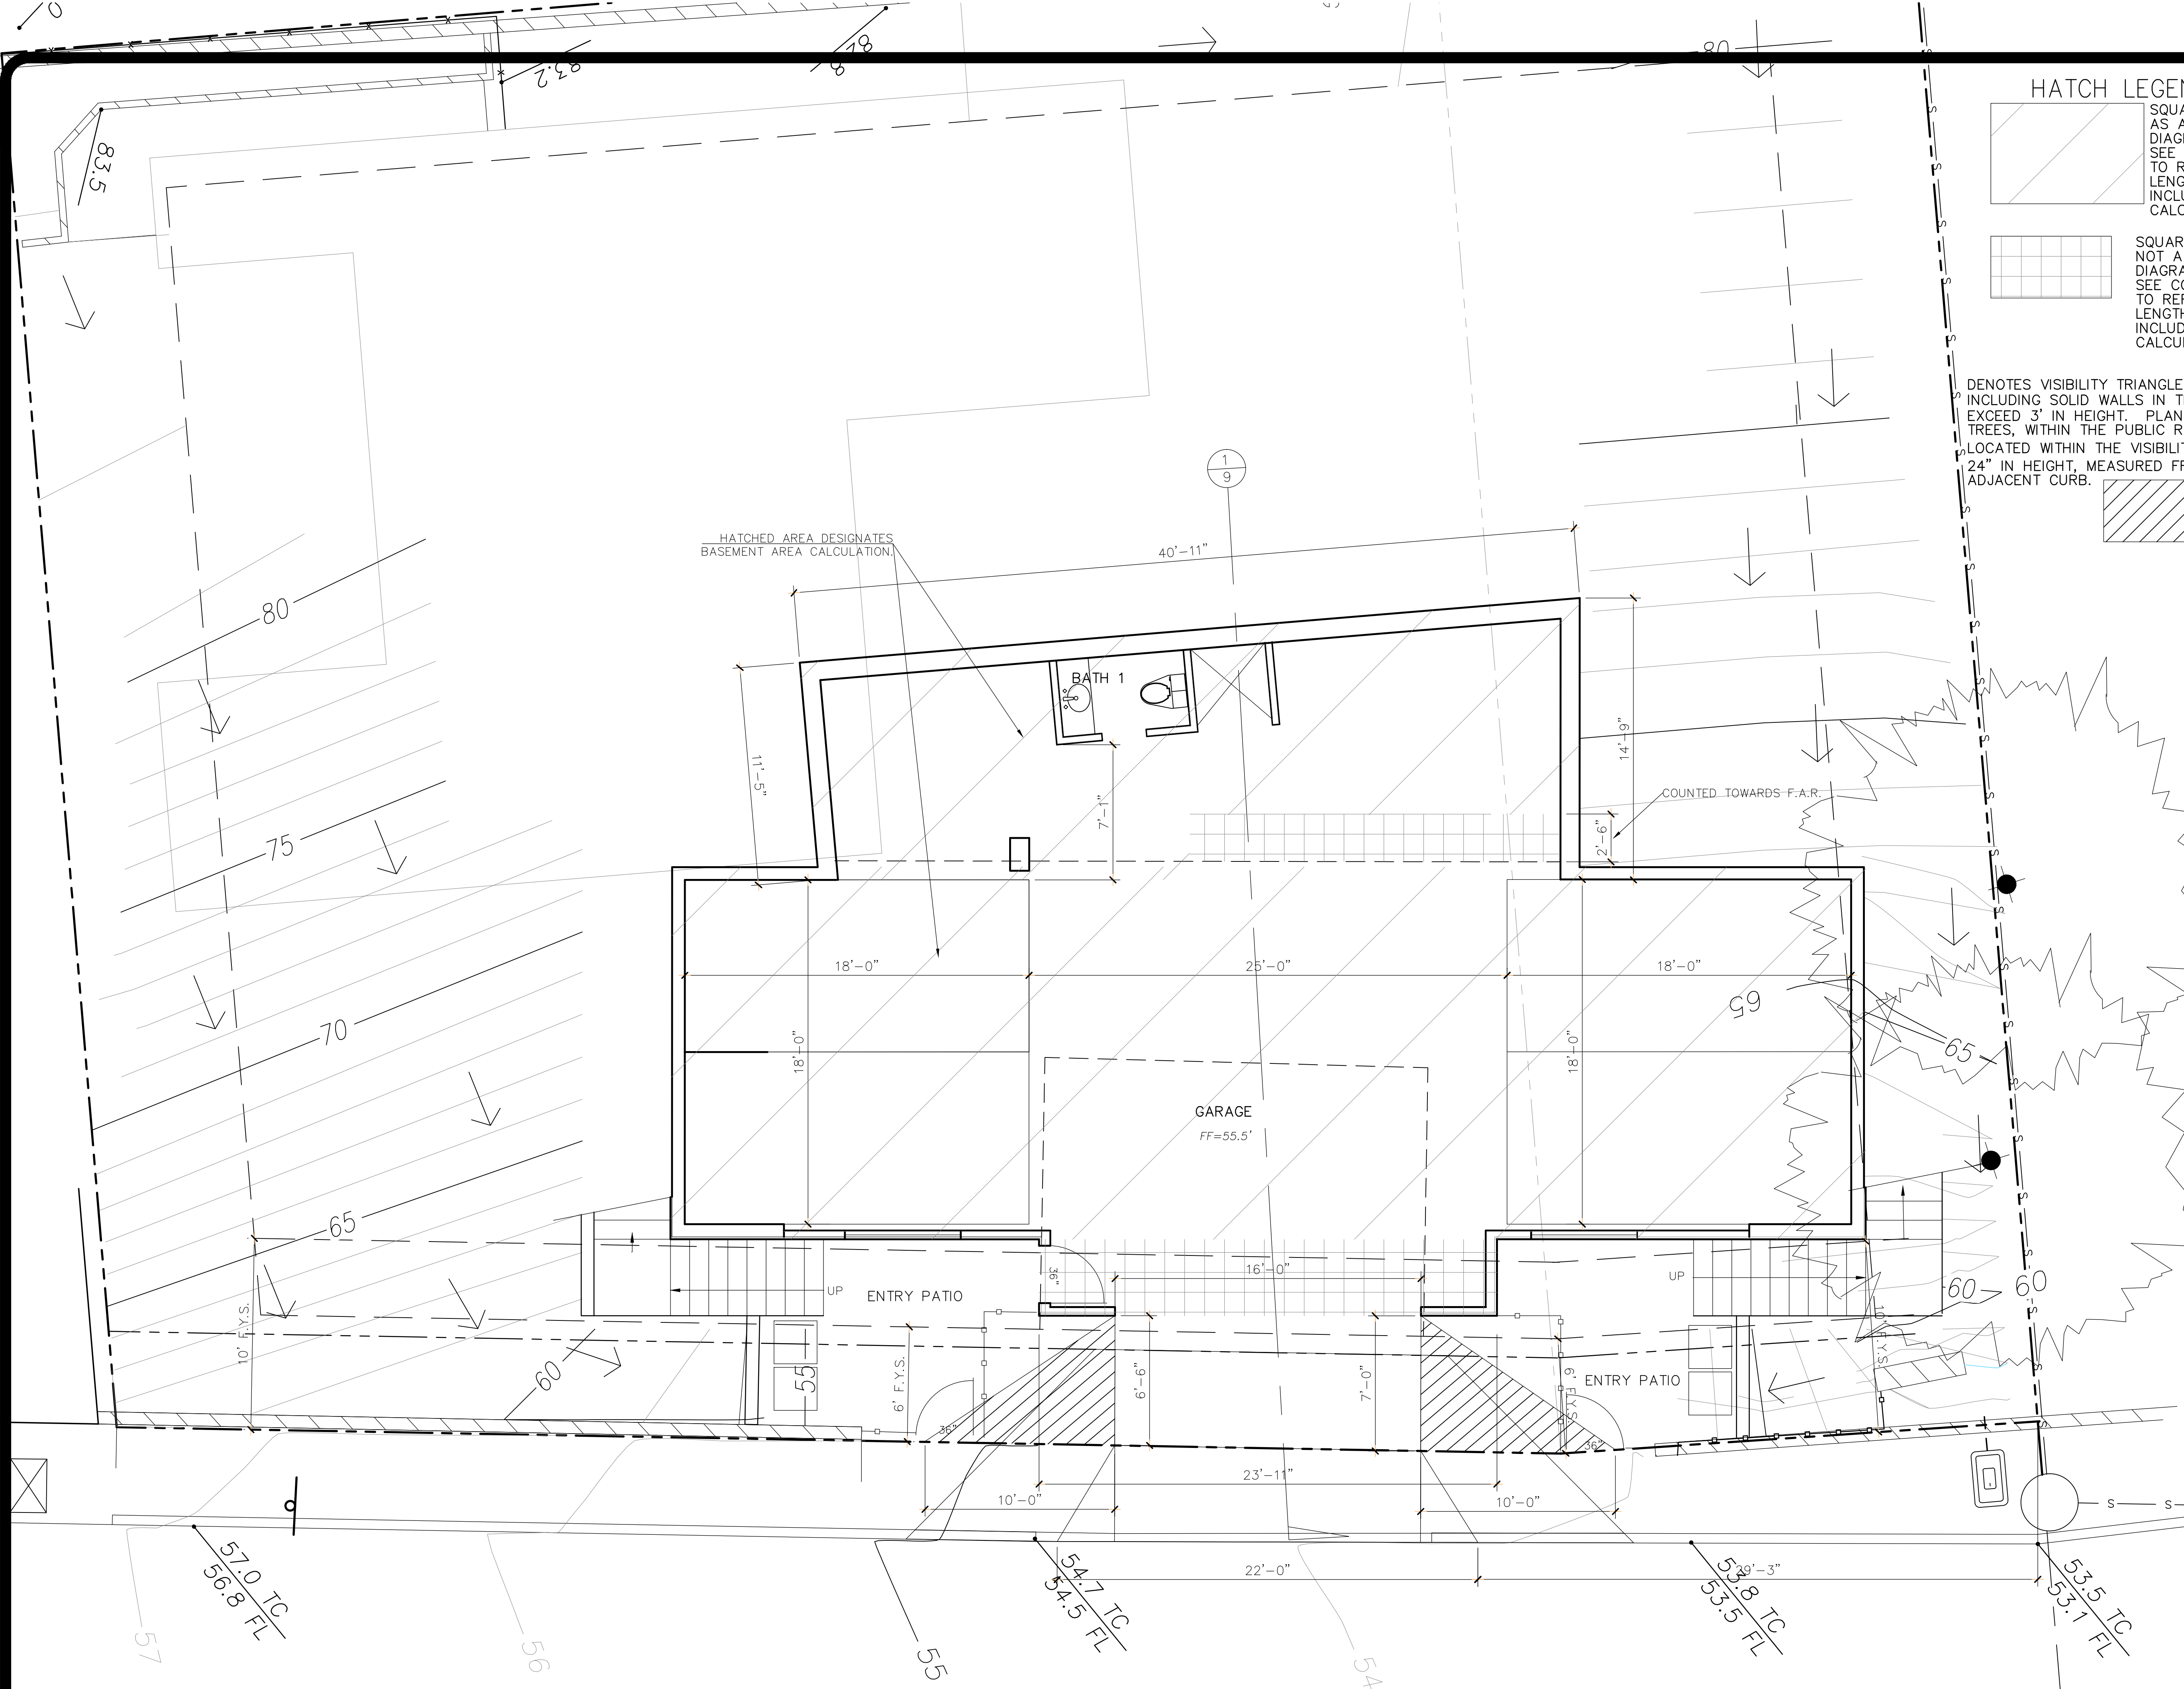 83.2
82.8
80
83.5
HATCH LEGEN
SQUA
AS A
DIAG
SEE
TO R
LENG
INCLU
CALC
SQUAR
NOT A
DIAGRA
SEE CO
TO REF
LENGTH
INCLUD
CALCUL
DENOTES VISIBILITY TRIANGLE
INCLUDING SOLID WALLS IN T
EXCEED 3' IN HEIGHT. PLAN
TREES, WITHIN THE PUBLIC R
LOCATED WITHIN THE VISIBILIT
24" IN HEIGHT, MEASURED FR
ADJACENT CURB.
1
9
HATCHED AREA DESIGNATES
BASEMENT AREA CALCULATION.
40'-11"
80
BATH 1
11'-5"
14'-9"
7'-1"
COUNTED TOWARDS F.A.R.
2'-6"
75
18'-0"
25'-0"
18'-0"
65
70
18'-0"
18'-0"
65
GARAGE
FF=55.5'
65
36"
16'-0"
UP
ENTRY PATIO
UP
60
60
10' F.Y.S.
10' F.Y.S.
60
55
6' F.Y.S.
6'-9"
7'-0"
6' F.Y.S.
ENTRY PATIO
36"
36"
23'-11"
10'-0"
10'-0"
S
S
57.0 TC
56.8 FL
54.7 TC
54.5 FL
22'-0"
53.8 TC
53.5 FL
29'-3"
53.5 TC
53.1 FL
57
56
55
54